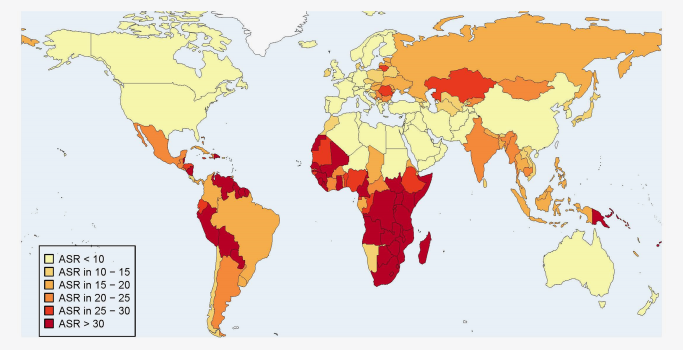 ASR < 10
ASR in 10 − 15
ASR in 15 − 20
ASR in 20 − 25
ASR in 25 − 30
ASR > 30